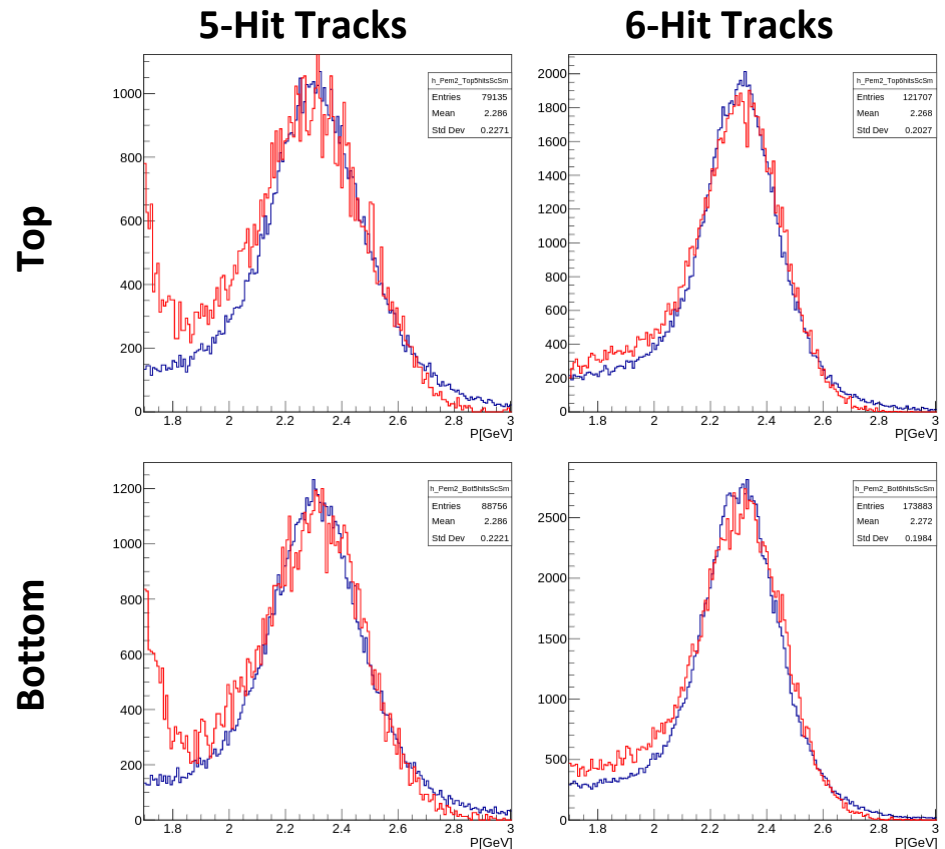 5-Hit Tracks
6-Hit Tracks
Top
h_Pem2_Top5hitsScSm
Entries 79135
Mean 2.286
Std Dev 0.2271
1000
800
600
400
200
0
1.8 2 2.2 2.4 2.6 2.8 3
P[GeV]
h_Pem2_Top6hitsScSm
Entries 121707
Mean 2.268
Std Dev 0.2027
2000
1800
1600
1400
1200
1000
800
600
400
200
0
1.8 2 2.2 2.4 2.6 2.8 3
P[GeV]
Bottom
h_Pem2_Bot5hitsScSm
Entries 88756
Mean 2.286
Std Dev 0.2221
1200
1000
800
600
400
200
0
1.8 2 2.2 2.4 2.6 2.8 3
P[GeV]
h_Pem2_Bot6hitsScSm
Entries 173883
Mean 2.272
Std Dev 0.1984
2500
2000
1500
1000
500
0
1.8 2 2.2 2.4 2.6 2.8 3
P[GeV]